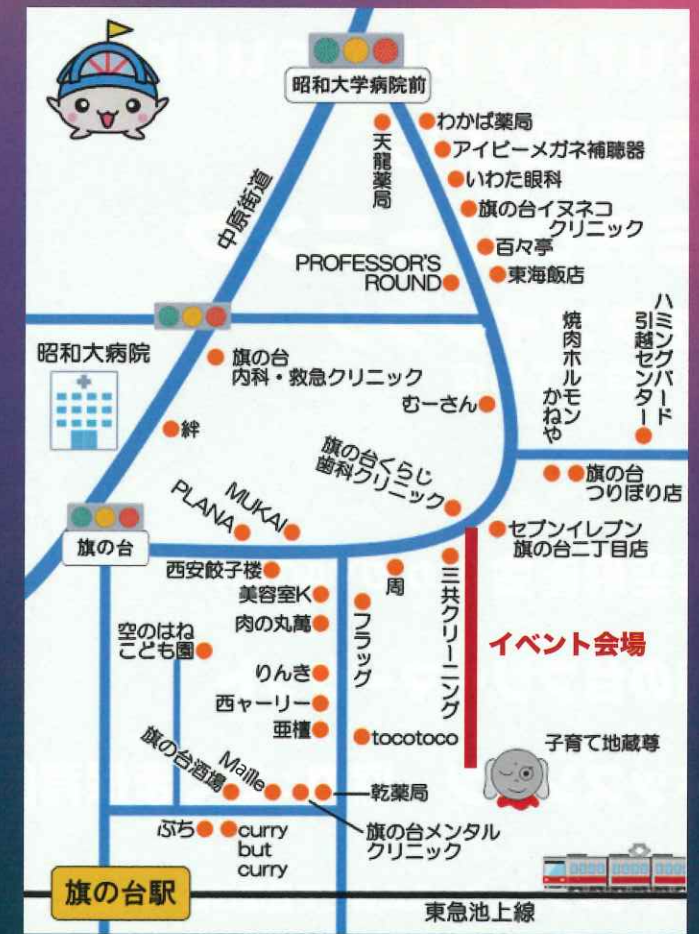 昭和大学病院前
わかば薬局
天龍薬局
アイピーメガネ補聴器
いわた眼科
中原街道
旗の台イヌネコ
クリニック
百々亭
PROFESSOR'S
ROUND
東海飯店
ハミングバード
引越センター
焼肉ホルモン
かねや
昭和大病院
旗の台
内科・救急クリニック
むーさん
絆
旗の台くらじ
歯科クリニック
旗の台
つりぼり店
PLANA
MUKAI
セブンイレブン
旗の台二丁目店
旗の台
西安餃子楼
周
三共クリーニング
美容室K
フラッグ
肉の丸萬
空のはね
こども園
イベント会場
りんき
西ャーリー
亜檀
tocotoco
子育て地蔵尊
旗の台酒場
Maille
乾薬局
ぷち
curry
but
curry
旗の台メンタル
クリニック
旗の台駅
東急池上線